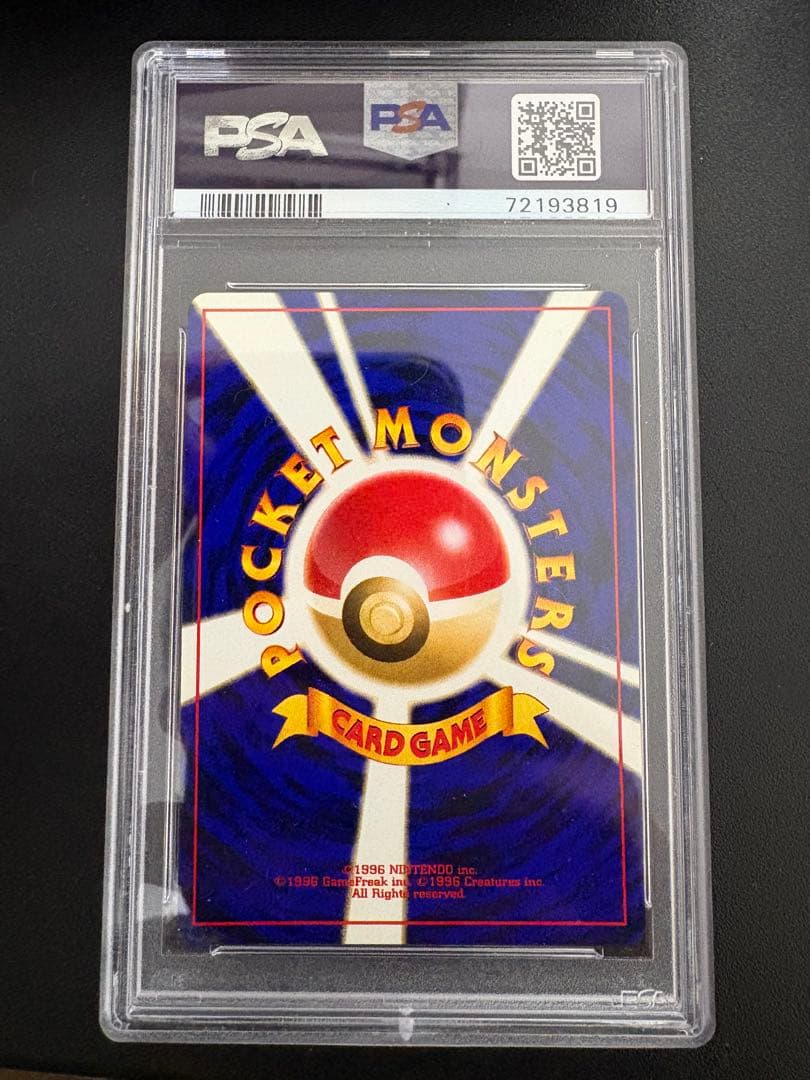 PSA
PSA
72193819
POCKET MONSTERS
CARD GAME
©1996 NINTENDO inc.
©1996 GameFreak inc. ©1996 Creatures inc.
All Rights reserved.
PSA